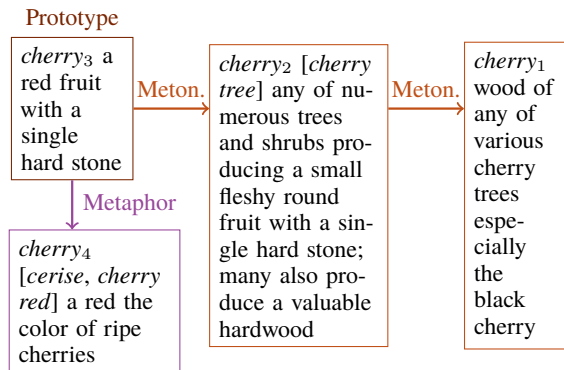 Prototype
cherry₃ a
red fruit
with a
single
hard stone
Meton.
cherry₂ [cherry
tree] any of nu-
merous trees
and shrubs pro-
ducing a small
fleshy round
fruit with a sin-
gle hard stone;
many also pro-
duce a valuable
hardwood
Meton.
cherry₁
wood of
any of
various
cherry
trees
espe-
cially
the
black
cherry
Metaphor
cherry₄
[cerise, cherry
red] a red the
color of ripe
cherries